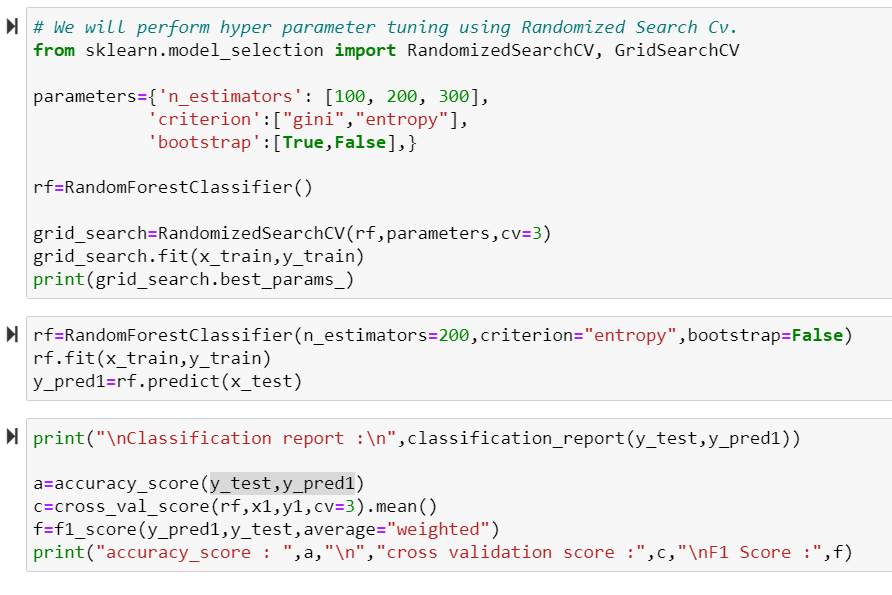 # We will perform hyper parameter tuning using Randomized Search Cv.
from sklearn.model_selection import RandomizedSearchCV, GridSearchCV
parameters={'n_estimators': [100, 200, 300],
'criterion':["gini","entropy"],
'bootstrap':[True,False],}
rf=RandomForestClassifier()
grid_search=RandomizedSearchCV(rf,parameters,cv=3)
grid_search.fit(x_train,y_train)
print(grid_search.best_params_)
rf=RandomForestClassifier(n_estimators=200,criterion="entropy",bootstrap=False)
rf.fit(x_train,y_train)
y_pred1=rf.predict(x_test)
print("\nClassification report :\n",classification_report(y_test,y_pred1))
a=accuracy_score(y_test,y_pred1)
c=cross_val_score(rf,x1,y1,cv=3).mean()
f=f1_score(y_pred1,y_test,average="weighted")
print("accuracy_score : ",a,"\n","cross validation score :",c,"\nF1 Score :",f)